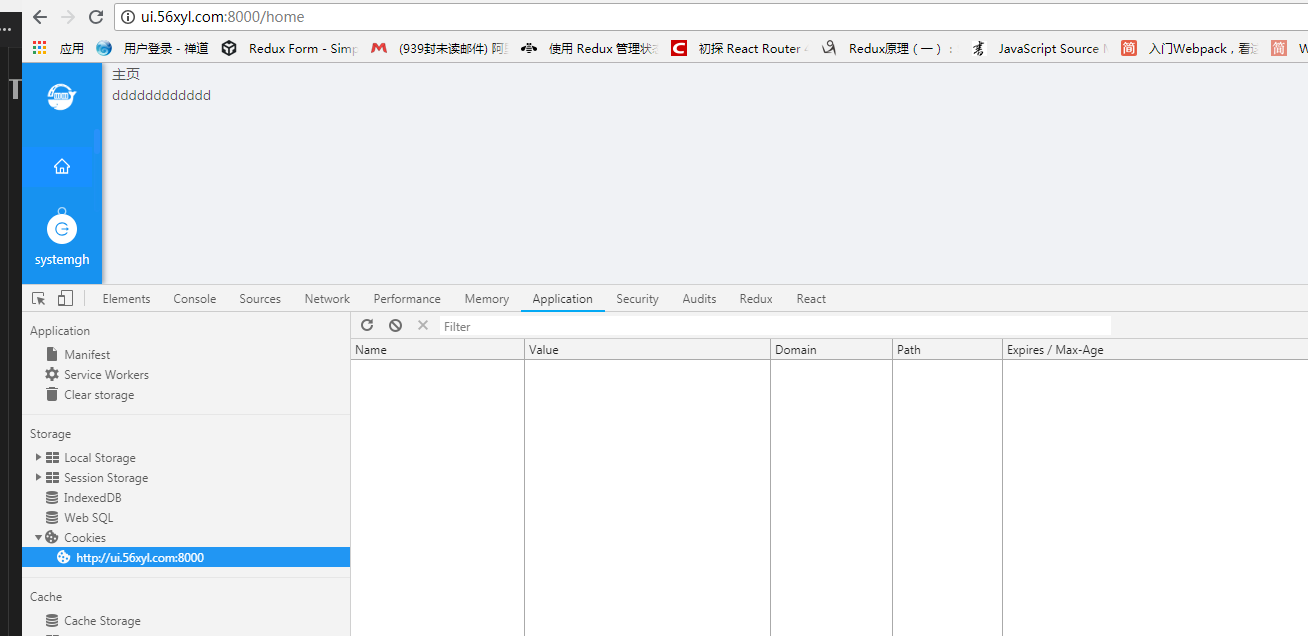 ui.56xyl.com:8000/home
应用 用户登录 - 禅道 Redux Form - Simp (939封未读邮件) 使用 Redux 管理状 初探 React Router Redux原理 ( 一 ) : JavaScript Source 简 入门Webpack,看 简 W
主页
dddddddddddd
T
systemgh
Elements Console Sources Network Performance Memory Application Security Audits Redux React
Application
Filter
Name Value Domain Path Expires / Max-Age
Manifest
Service Workers
Clear storage
Storage
Local Storage
Session Storage
IndexedDB
Web SQL
Cookies
http://ui.56xyl.com:8000
Cache
Cache Storage